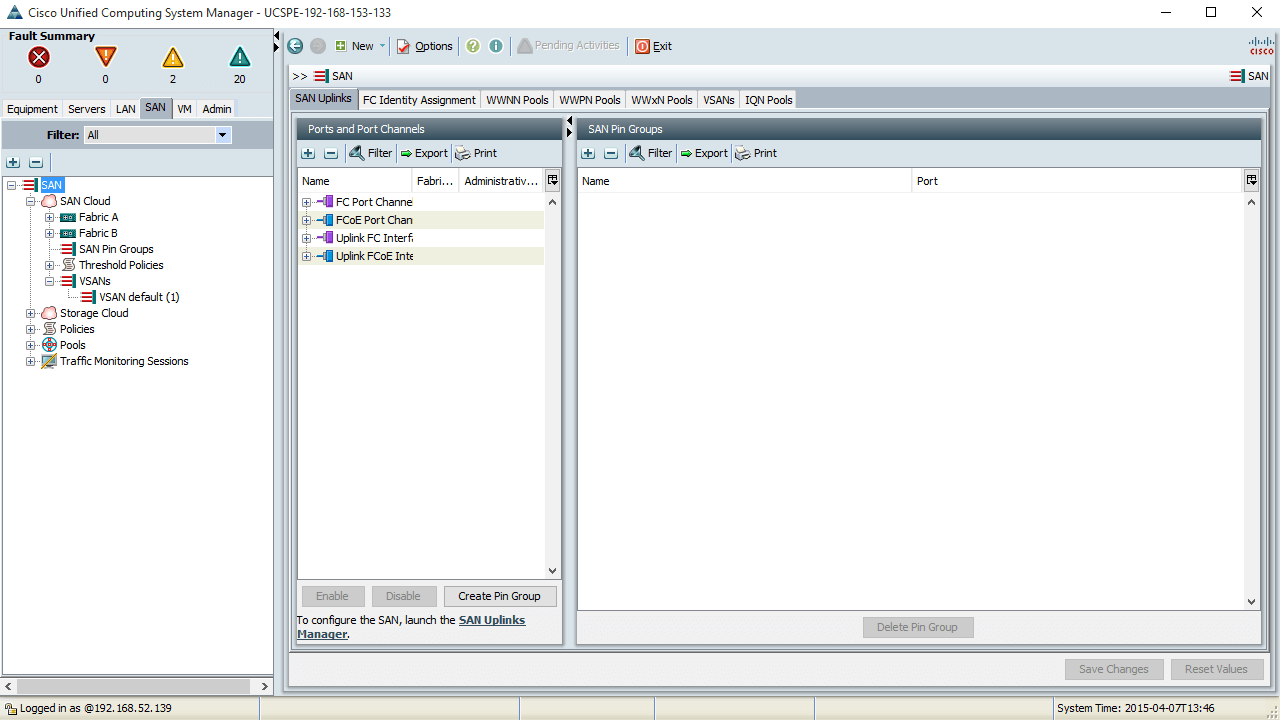 Cisco Unified Computing System Manager - UCSPE-192-168-153-133
Fault Summary
0 0 2 20
Equipment Servers LAN SAN VM Admin
Filter: All
SAN
SAN Cloud
Fabric A
Fabric B
SAN Pin Groups
Threshold Policies
VSANs
VSAN default (1)
Storage Cloud
Policies
Pools
Traffic Monitoring Sessions
New Options Pending Activities Exit
CISCO
>> SAN SAN
SAN Uplinks FC Identity Assignment WWNN Pools WWPN Pools WWxN Pools VSANs IQN Pools
Ports and Port Channels
Filter Export Print
Name Fabri... Administrativ...
FC Port Channe
FCoE Port Chan
Uplink FC Interfa
Uplink FCoE Inte
Enable Disable Create Pin Group
To configure the SAN, launch the SAN Uplinks
Manager.
SAN Pin Groups
Filter Export Print
Name Port
Delete Pin Group
Save Changes Reset Values
Logged in as @192.168.52.139
System Time: 2015-04-07T13:46